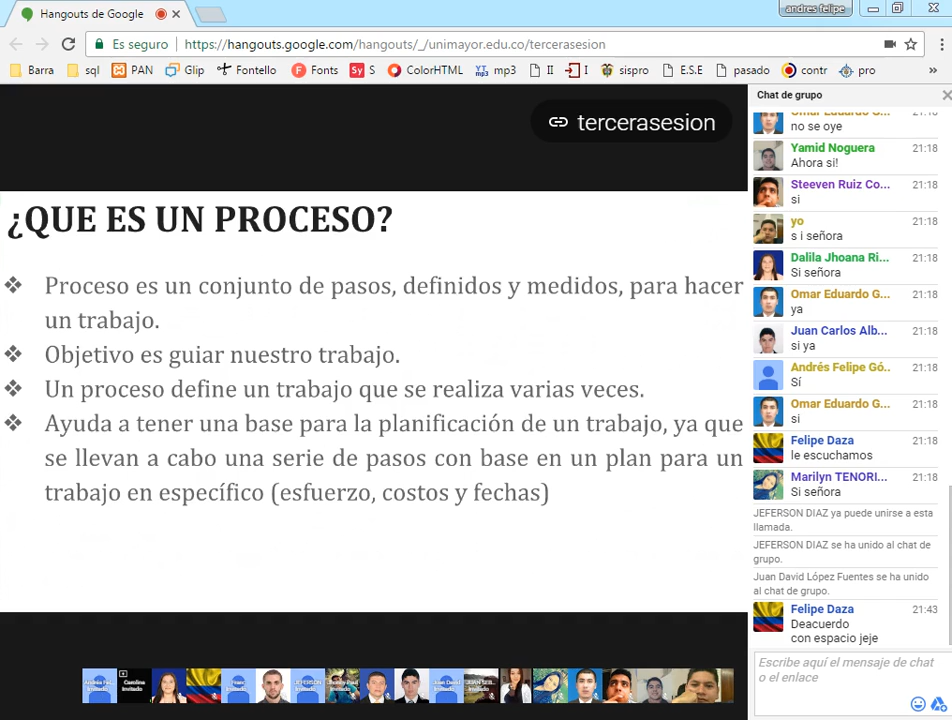 Hangouts de Google
andres felipe
Es seguro
https://hangouts.google.com/hangouts/_/unimayor.edu.co/tercerasesion
Barra sql PAN Glip Fontello Fonts S ColorHTML mp3 II I sispro E.S.E pasado contr pro »
tercerasesion
¿QUE ES UN PROCESO?
❖ Proceso es un conjunto de pasos, definidos y medidos, para hacer
un trabajo.
❖ Objetivo es guiar nuestro trabajo.
❖ Un proceso define un trabajo que se realiza varias veces.
❖ Ayuda a tener una base para la planificación de un trabajo, ya que
se llevan a cabo una serie de pasos con base en un plan para un
trabajo en específico (esfuerzo, costos y fechas)
Chat de grupo
Omar Eduardo G...
no se oye
Yamid Noguera 21:18
Ahora si!
Steeven Ruiz Co... 21:18
si
yo 21:18
s i señora
Dalila Jhoana Ri... 21:18
Si señora
Omar Eduardo G... 21:18
ya
Juan Carlos Alb... 21:18
si ya
Andrés Felipe Gó.. 21:18
Sí
Omar Eduardo G... 21:18
si
Felipe Daza 21:18
le escuchamos
Marilyn TENORI... 21:18
Si señora
JEFERSON DIAZ ya puede unirse a esta
llamada.
JEFERSON DIAZ se ha unido al chat de
grupo.
Juan David López Fuentes se ha unido
al chat de grupo.
Felipe Daza 21:43
Deacuerdo
con espacio jeje
Escribe aquí el mensaje de chat
o el enlace